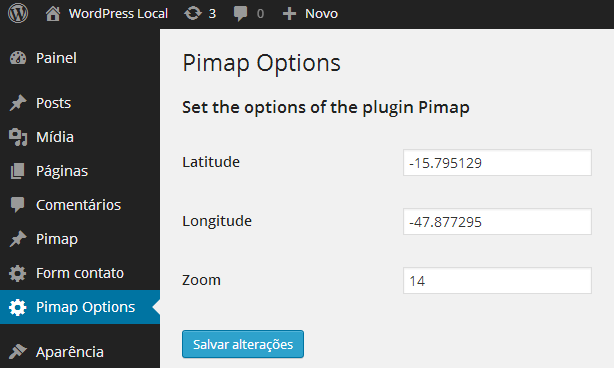 WordPress Local 3 0 Novo
Painel
Posts
Mídia
Páginas
Comentários
Pimap
Form contato
Pimap Options
Aparência
Pimap Options
Set the options of the plugin Pimap
Latitude -15.795129
Longitude -47.877295
Zoom 14
Salvar alterações